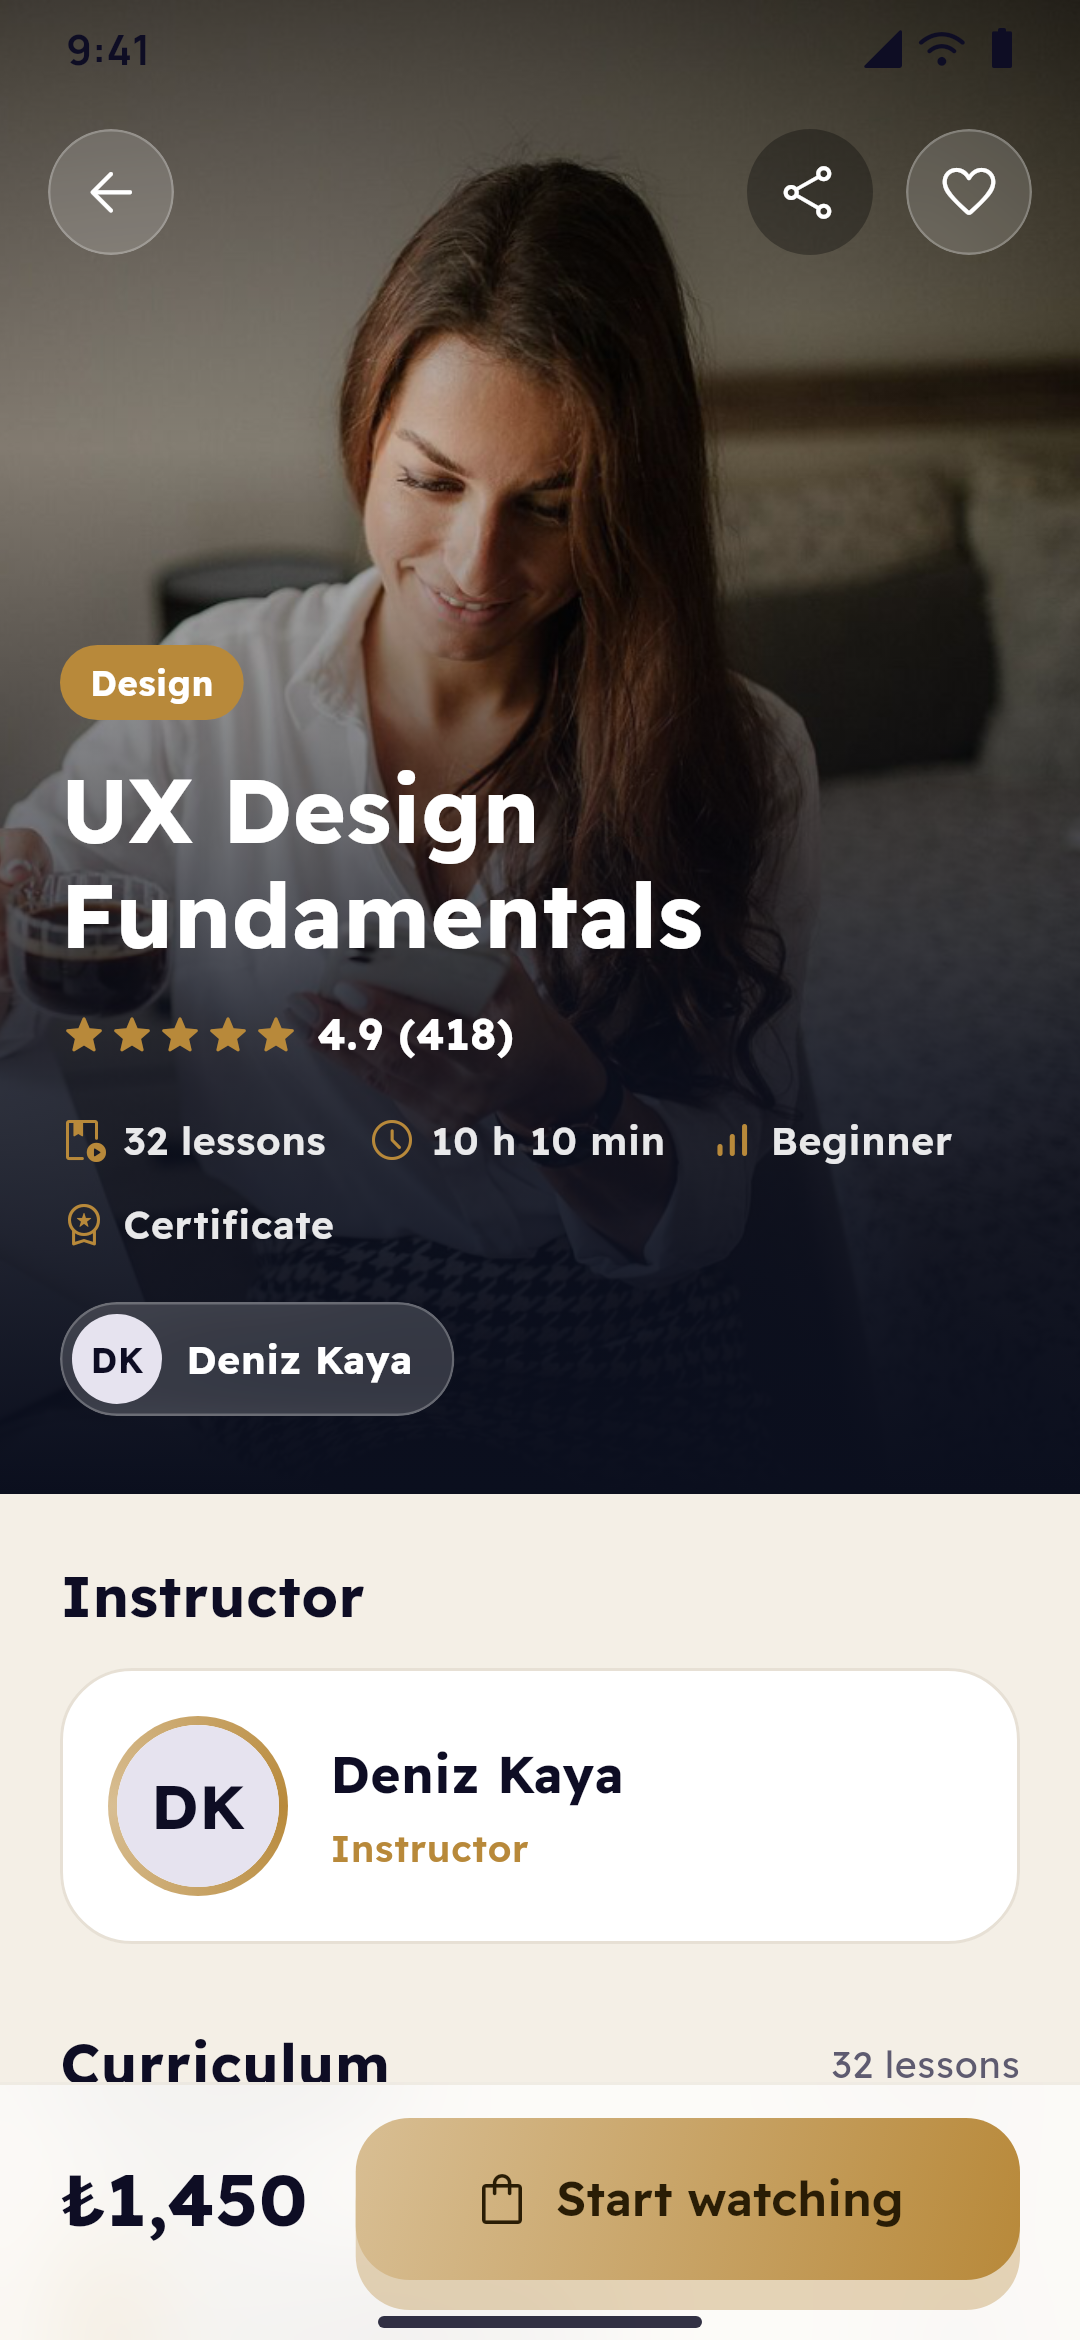 9:41
Design
UX Design
Fundamentals
4.9 (418)
32 lessons
10 h 10 min
Beginner
Certificate
DK
Deniz Kaya
Instructor
DK
Deniz Kaya
Instructor
Curriculum
32 lessons
₺1,450
Start watching